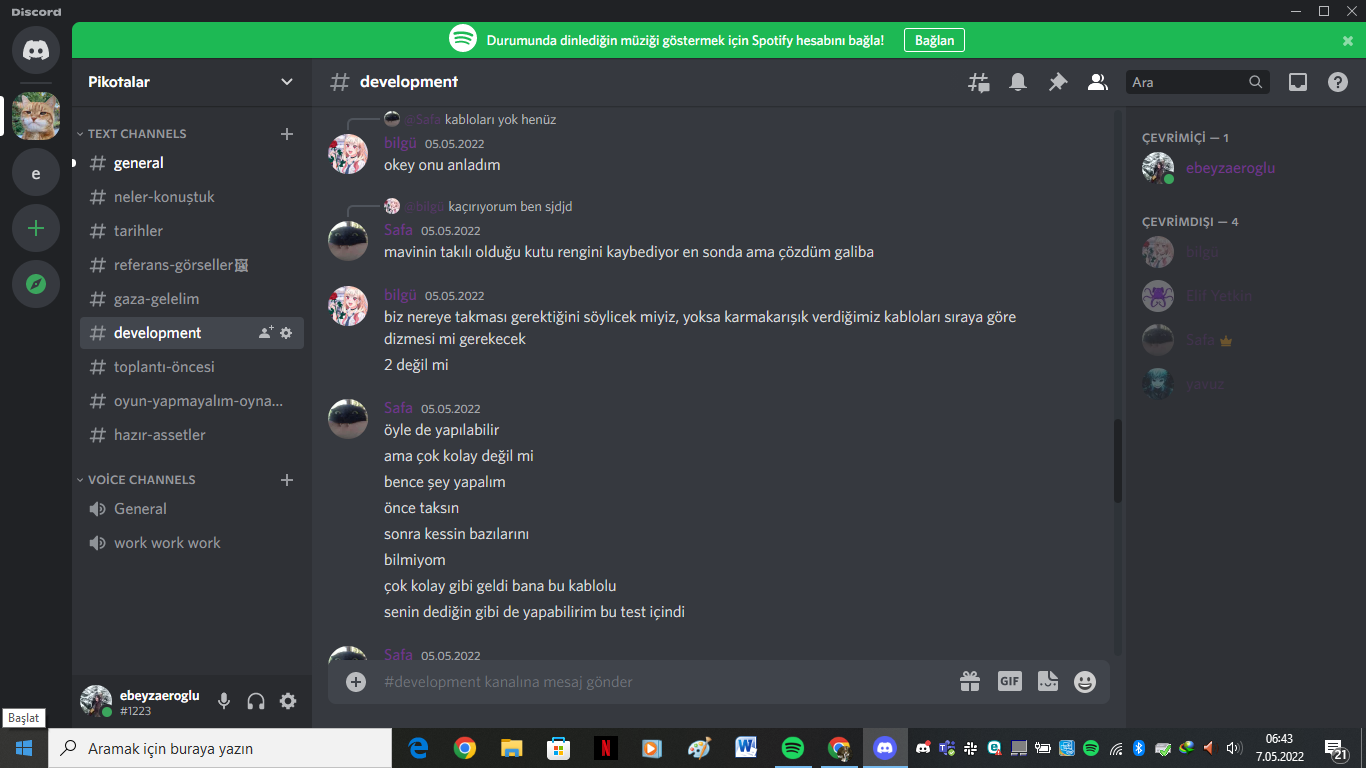 Discord
Durumunda dinlediğin müziği göstermek için Spotify hesabını bağla!
Bağlan
Pikotalar
development
Ara
e
TEXT CHANNELS
general
neler-konuştuk
tarihler
referans-görseller
gaza-gelelim
development
toplantı-öncesi
oyun-yapmayalım-oyna...
hazır-assetler
VOİCE CHANNELS
General
work work work
@Safa kabloları yok henüz
bilgü 05.05.2022
okey onu anladım
@bilgü kaçırıyorum ben sjdjd
Safa 05.05.2022
mavinin takılı olduğu kutu rengini kaybediyor en sonda ama çözdüm galiba
bilgü 05.05.2022
biz nereye takması gerektiğini söylicek miyiz, yoksa karmakarışık verdiğimiz kabloları sıraya göre
dizmesi mi gerekecek
2 değil mi
Safa 05.05.2022
öyle de yapılabilir
ama çok kolay değil mi
bence şey yapalım
önce taksın
sonra kessin bazılarını
bilmiyom
çok kolay gibi geldi bana bu kablolu
senin dediğin gibi de yapabilirim bu test içindi
Safa 05.05.2022
#development kanalına mesaj gönder
GIF
ÇEVRİMİÇİ — 1
ebeyzaeroglu
ÇEVRİMDIŞI — 4
bilgü
Elif Yetkin
Safa
yavuz
ebeyzaeroglu
#1223
Başlat
Aramak için buraya yazın
06:43
7.05.2022
21